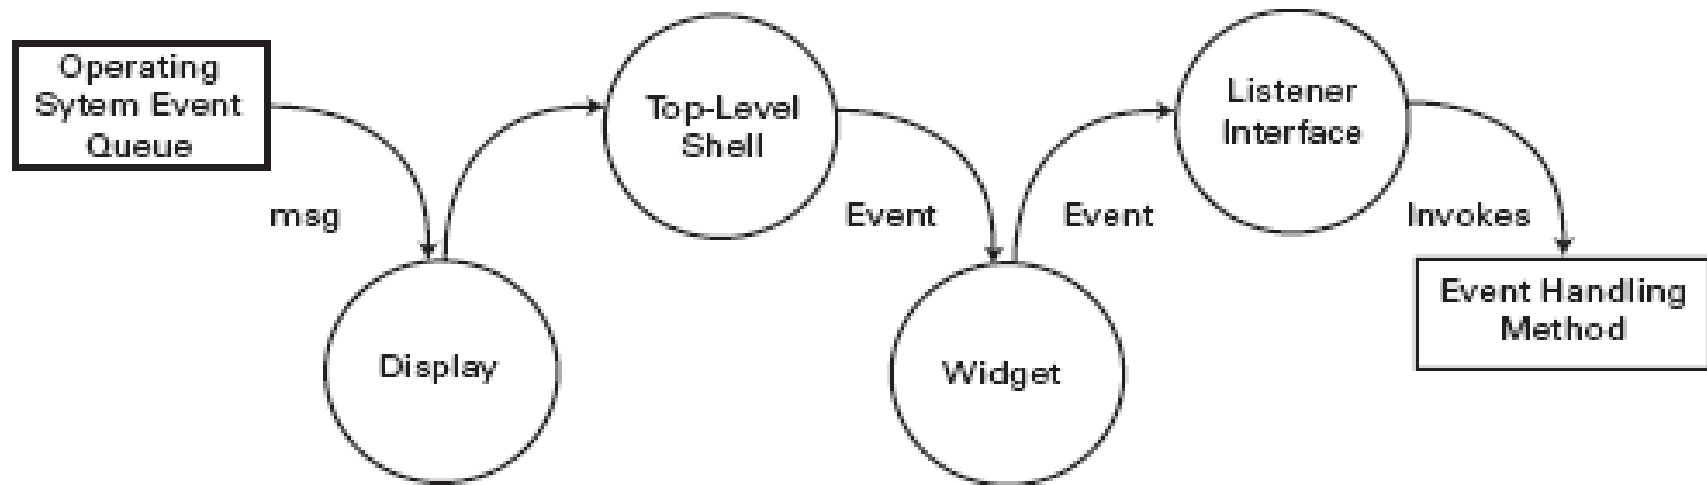 Operating
Sytem Event
Queue
msg
Display
Top-Level
Shell
Event
Widget
Event
Listener
Interface
Invokes
Event Handling
Method